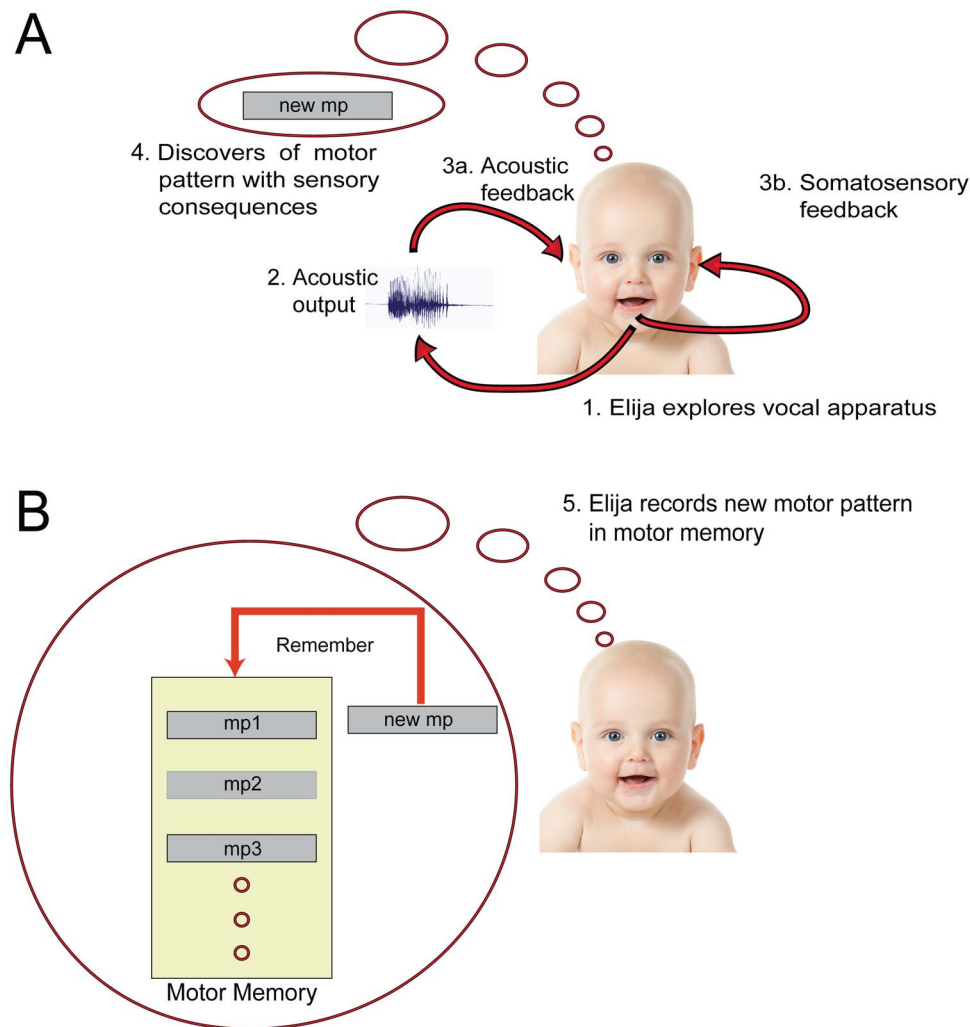 A
new mp
4. Discovers of motor
pattern with sensory
consequences
3a. Acoustic
feedback
3b. Somatosensory
feedback
2. Acoustic
output
1. Elija explores vocal apparatus
B
5. Elija records new motor pattern
in motor memory
Remember
mp1
new mp
mp2
mp3
Motor Memory